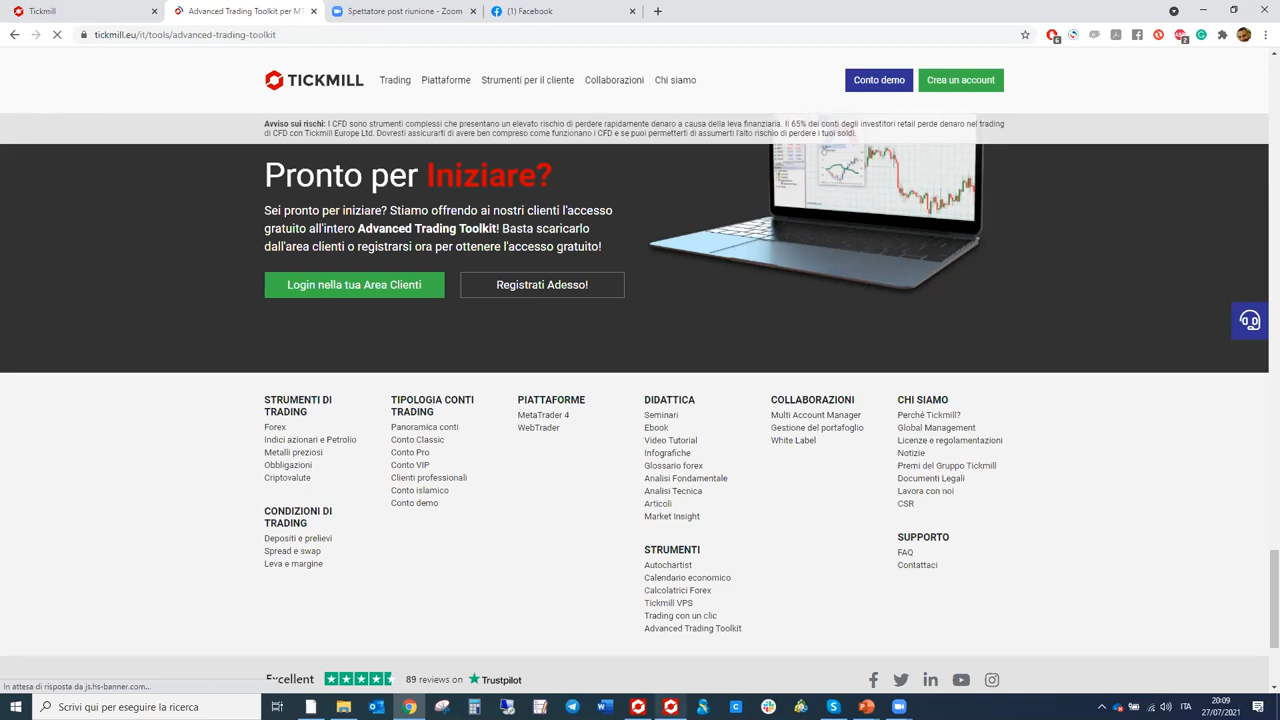 Tickmill
Advanced Trading Toolkit per MT
Spettatore post riunione - Zoom
(1) Facebook
tickmill.eu/it/tools/advanced-trading-toolkit
6
2
TICKMILL
Trading
Piattaforme
Strumenti per il cliente
Collaborazioni
Chi siamo
Conto demo
Crea un account
Avviso sui rischi: I CFD sono strumenti complessi che presentano un elevato rischio di perdere rapidamente denaro a causa della leva finanziaria. Il 65% dei conti degli investitori retail perde denaro nel trading
di CFD con Tickmill Europe Ltd. Dovresti assicurarti di avere ben compreso come funzionano i CFD e se puoi permetterti di assumerti l'alto rischio di perdere i tuoi soldi.
Pronto per Iniziare?
Sei pronto per iniziare? Stiamo offrendo ai nostri clienti l'accesso
gratuito all'intero Advanced Trading Toolkit! Basta scaricarlo
dall'area clienti o registrarsi ora per ottenere l'accesso gratuito!
Login nella tua Area Clienti
Registrati Adesso!
STRUMENTI DI
TRADING
Forex
Indici azionari e Petrolio
Metalli preziosi
Obbligazioni
Criptovalute
CONDIZIONI DI
TRADING
Depositi e prelievi
Spread e swap
Leva e margine
TIPOLOGIA CONTI
TRADING
Panoramica conti
Conto Classic
Conto Pro
Conto VIP
Clienti professionali
Conto islamico
Conto demo
PIATTAFORME
MetaTrader 4
WebTrader
DIDATTICA
Seminari
Ebook
Video Tutorial
Infografiche
Glossario forex
Analisi Fondamentale
Analisi Tecnica
Articoli
Market Insight
STRUMENTI
Autochartist
Calendario economico
Calcolatrici Forex
Tickmill VPS
Trading con un clic
Advanced Trading Toolkit
COLLABORAZIONI
Multi Account Manager
Gestione del portafoglio
White Label
CHI SIAMO
Perché Tickmill?
Global Management
Licenze e regolamentazioni
Notizie
Premi del Gruppo Tickmill
Documenti Legali
Lavora con noi
CSR
SUPPORTO
FAQ
Contattaci
Excellent
89 reviews on
Trustpilot
In attesa di risposta da js.hs-banner.com...
Scrivi qui per eseguire la ricerca
ITA
20:09
27/07/2021